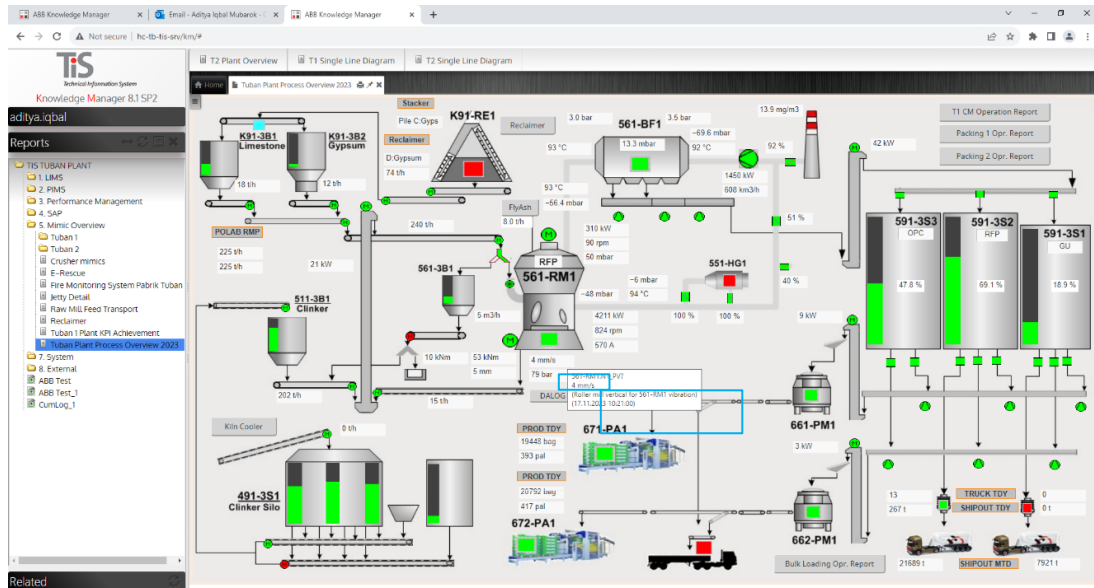 ABB Knowledge Manager
Email - Aditya Iqbal Mubarok - C
ABB Knowledge Manager
Not secure | hc-tb-tis-srv/km/#
TiS
Technical Information System
Knowledge Manager 8.1 SP2
aditya.iqbal
Reports
TIS TUBAN PLANT
1. LIMS
2. PIMS
3. Performance Management
4. SAP
5. Mimic Overview
Tuban 1
Tuban 2
Crusher mimics
E-Rescue
Fire Monitoring System Pabrik Tuban
Jetty Detail
Raw Mill Feed Transport
Reclaimer
Tuban 1 Plant KPI Achievement
Tuban Plant Process Overview 2023
7. System
8. External
ABB Test
ABB Test_1
CumLog_1
Related
T2 Plant Overview
T1 Single Line Diagram
T2 Single Line Diagram
Home
Tuban Plant Process Overview 2023
Stacker
Pile C:Gyps
K91-RE1
Reclaimer
Reclaimer
D:Gypsum
74 t/h
K91-3B1
Limestone
K91-3B2
Gypsum
18 t/h
12 t/h
3.0 bar
561-BF1
3.5 bar
13.3 mbar
−69.6 mbar
93 °C
92 °C
92 %
13.9 mg/m3
1450 kW
608 km3/h
42 kW
T1 CM Operation Report
Packing 1 Opr. Report
Packing 2 Opr. Report
93 °C
−56.4 mbar
FlyAsh
8.0 t/h
240 t/h
POLAB RMP
225 t/h
225 t/h
21 kW
310 kW
90 rpm
50 mbar
RFP
561-RM1
51 %
551-HG1
40 %
−6 mbar
94 °C
−48 mbar
100 %
100 %
561-3B1
5 m3/h
4211 kW
824 rpm
570 A
511-3B1
Clinker
10 kNm
53 kNm
5 mm
4 mm/s
79 bar
202 t/h
15 t/h
DALOG
4 mm/s
(Roller mill vertical for 561-RM1 vibration)
(17.11.2023 10:21:00)
591-3S3
OPC
47.8 %
591-3S2
RFP
69.1 %
591-3S1
GU
18.9 %
9 kW
661-PM1
3 kW
662-PM1
Kiln Cooler
0 t/h
491-3S1
Clinker Silo
PROD TDY
19448 bag
393 pal
671-PA1
PROD TDY
20792 bag
417 pal
672-PA1
13
267 t
TRUCK TDY
SHIPOUT TDY
0
0 t
Bulk Loading Opr. Report
21689 t
SHIPOUT MTD
7921 t